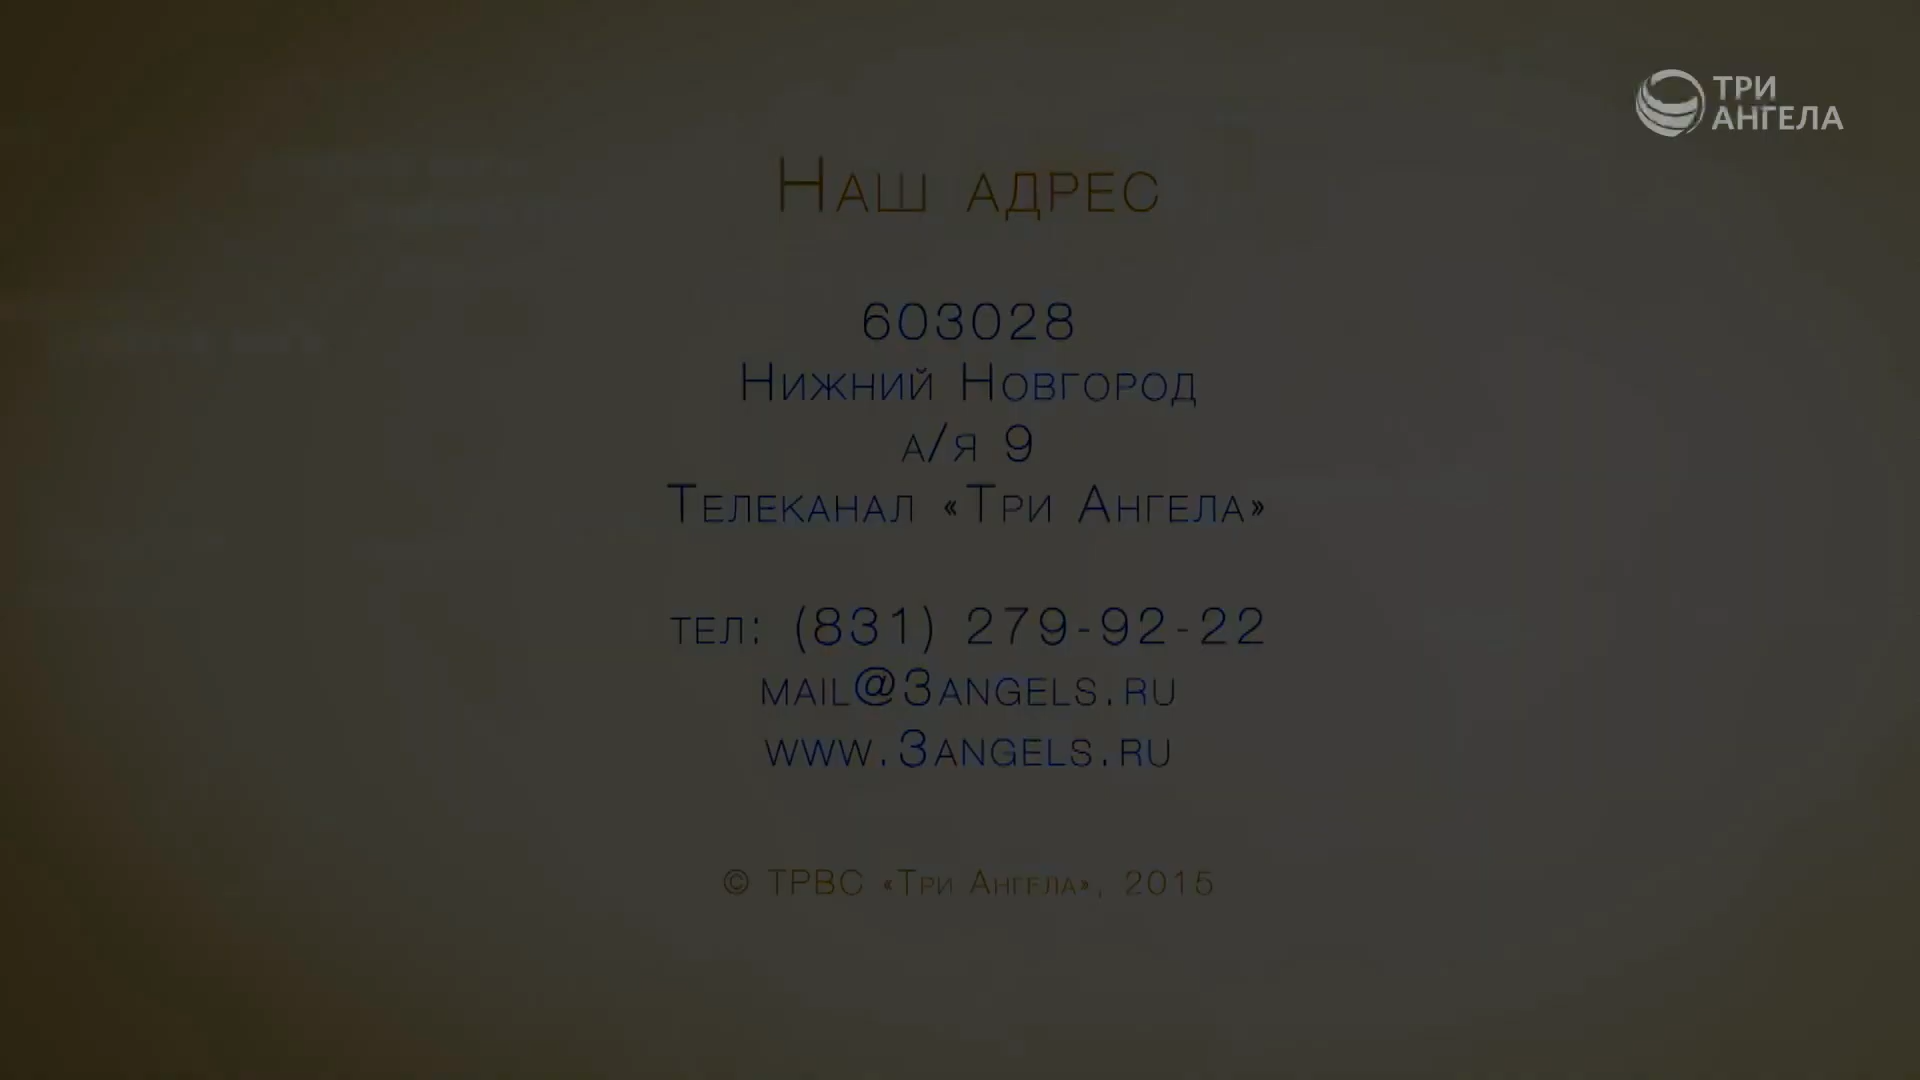 ТРИ
АНГЕЛА
Наш адрес
603028
Нижний Новгород
а/я 9
Телеканал «Три Ангела»
тел: (831) 279-92-22
mail@3angels.ru
www.3angels.ru
© ТРВС «Три Ангела», 2015